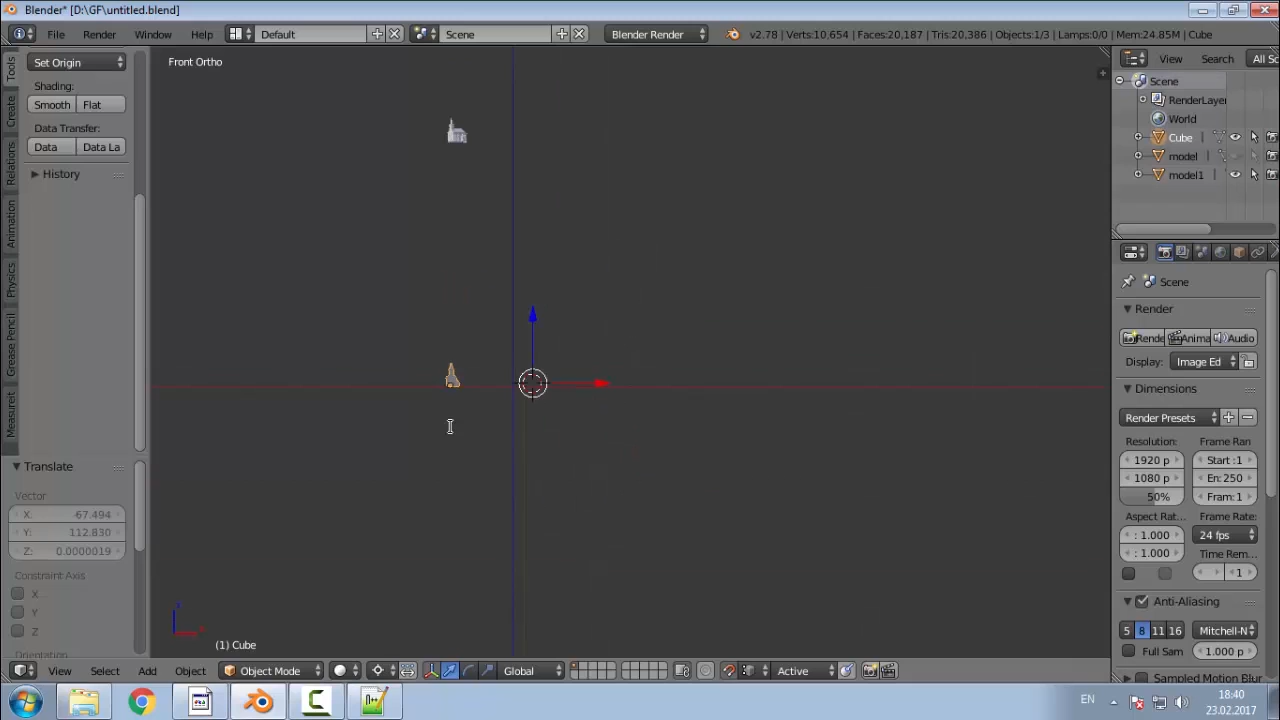 Blender* [D:\GF\untitled.blend]
File Render Window Help Default Scene Blender Render v2.78 | Verts:10,654 | Faces:20,187 | Tris:20,386 | Objects:1/3 | Lamps:0/0 | Mem:24.85M | Cube
Tools
Create
Relations
Animation
Physics
Grease Pencil
Measuret
Set Origin
Shading:
Smooth Flat
Data Transfer:
Data Data La
History
Translate
Vector
X: -67.494
Y: 112.830
Z: 0.0000019
Constraint Axis
X
Y
Z
Orientation
Front Ortho
(1) Cube
View Select Add Object Object Mode Global Active
View Search All Sc
Scene
RenderLayer
World
Cube
model
model1
Scene
Render
Rende Anima Audio
Display: Image Ed
Dimensions
Render Presets
Resolution: Frame Ran
1920 p Start :1
1080 p En: 250
50% Fram: 1
Aspect Rat... Frame Rate:
: 1.000 24 fps
: 1.000 Time Rem...
1
Anti-Aliasing
5 8 11 16 Mitchell-N
Full Sam 1.000 p
Sampled Motion Blur
EN 18:40
23.02.2017